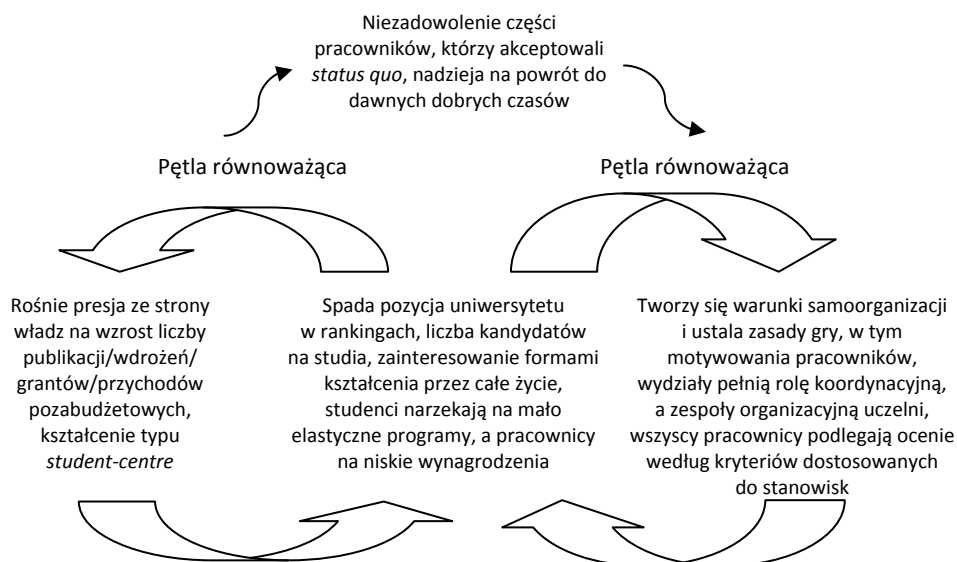 Niezadowolenie części
pracowników, którzy akceptowali
status quo, nadzieja na powrót do
dawnych dobrych czasów
Pętla równoważąca
Pętla równoważąca
Rośnie presja ze strony
władz na wzrost liczby
publikacji/wdrożeń/
grantów/przychodów
pozabudżetowych,
kształcenie typu
student-centre
Spada pozycja uniwersytetu
w rankingach, liczba kandydatów
na studia, zainteresowanie formami
kształcenia przez całe życie,
studenci narzekają na mało
elastyczne programy, a pracownicy
na niskie wynagrodzenia
Tworzy się warunki samoorganizacji
i ustala zasady gry, w tym
motywowania pracowników,
wydziały pełnią rolę koordynacyjną,
a zespoły organizacyjną uczelni,
wszyscy pracownicy podlegają ocenie
według kryteriów dostosowanych
do stanowisk